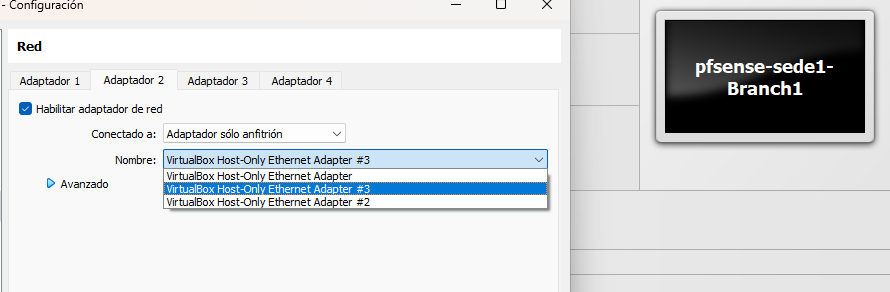 - Configuración
Red
Adaptador 1 Adaptador 2 Adaptador 3 Adaptador 4
Habilitar adaptador de red
Conectado a: Adaptador sólo anfitrión
Nombre: VirtualBox Host-Only Ethernet Adapter #3
VirtualBox Host-Only Ethernet Adapter
VirtualBox Host-Only Ethernet Adapter #3
VirtualBox Host-Only Ethernet Adapter #2
Avanzado
pfsense-sede1-
Branch1